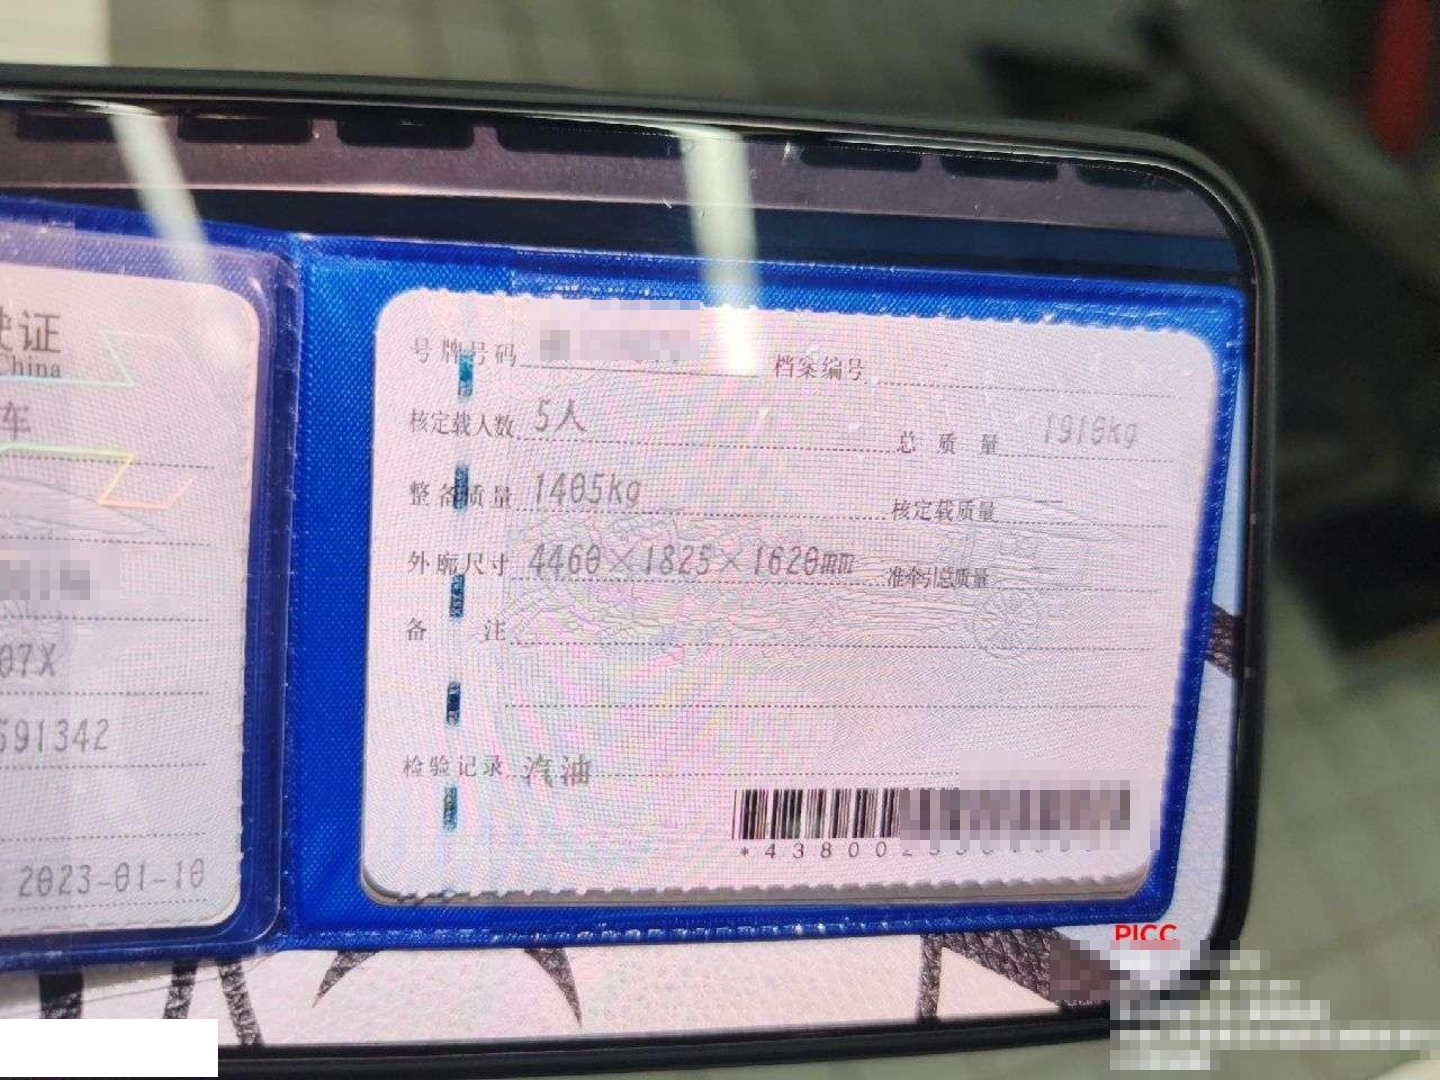 驶证
China
车
07X
591342
2023-01-10
号牌号码
档案编号
核定载人数 5人
总质量 1910kg
整备质量 1405kg
核定载质量 --
外廓尺寸 4460×1825×1620mm
准牵引总质量
备注
检验记录 汽油
*438002
PICC